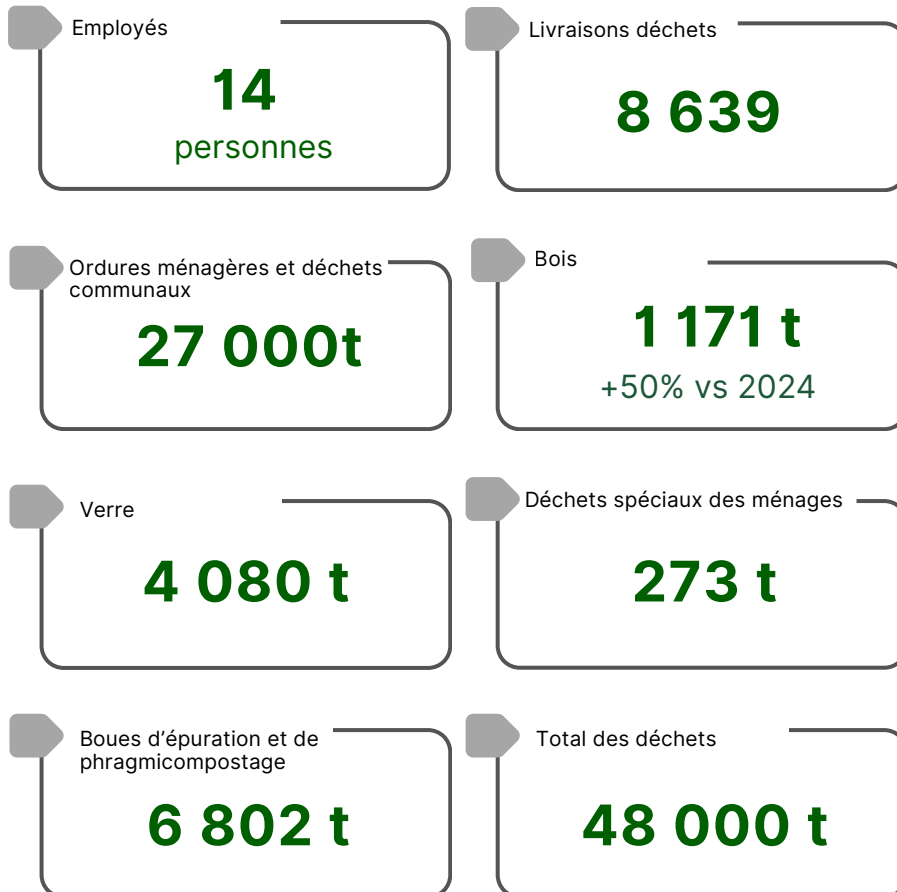 Employés
14
personnes
Livraisons déchets
8 639
Ordures ménagères et déchets
communaux
27 000t
Bois
1 171 t
+50% vs 2024
Verre
4 080 t
Déchets spéciaux des ménages
273 t
Boues d’épuration et de
phragmicompostage
6 802 t
Total des déchets
48 000 t